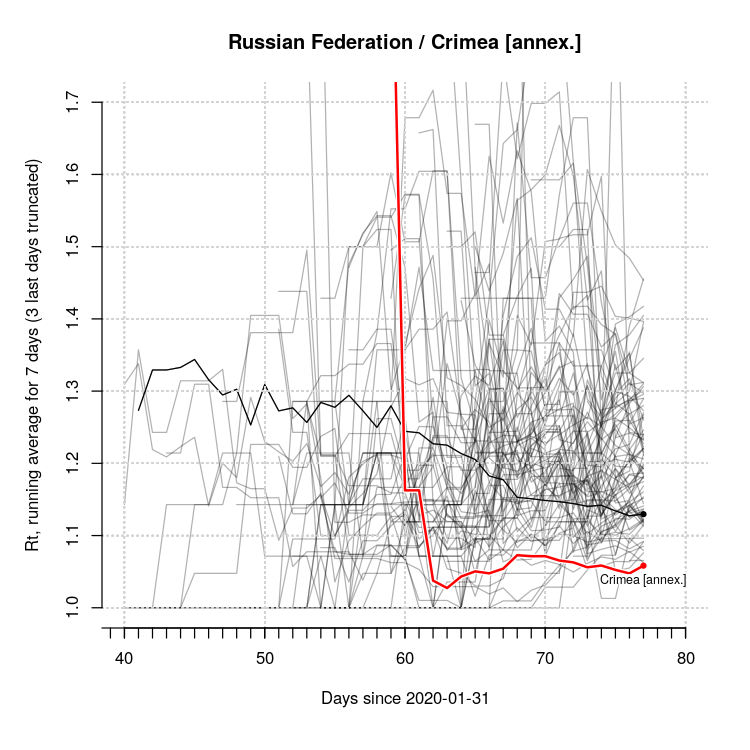 Russian Federation / Crimea [annex.]
Rt, running average for 7 days (3 last days truncated)
1.7
1.6
1.5
1.4
1.3
1.2
1.1
1.0
Crimea [annex.]
40 50 60 70 80
Days since 2020-01-31